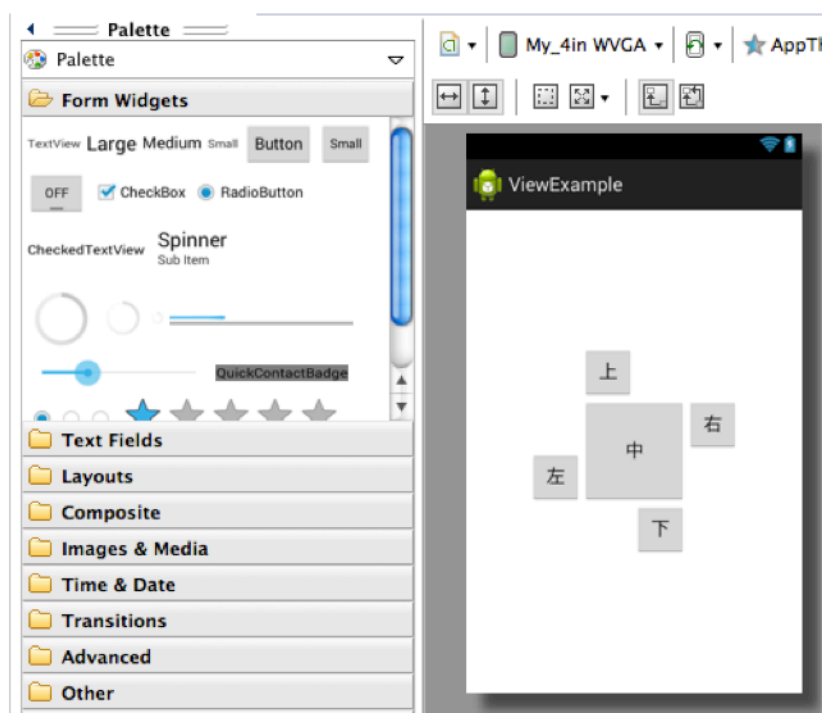 Palette
Palette
Form Widgets
TextView Large Medium Small Button Small
OFF CheckBox RadioButton
CheckedTextView Spinner
Sub Item
QuickContactBadge
Text Fields
Layouts
Composite
Images & Media
Time & Date
Transitions
Advanced
Other
My_4in WVGA AppTh
ViewExample
上
右
中
左
下